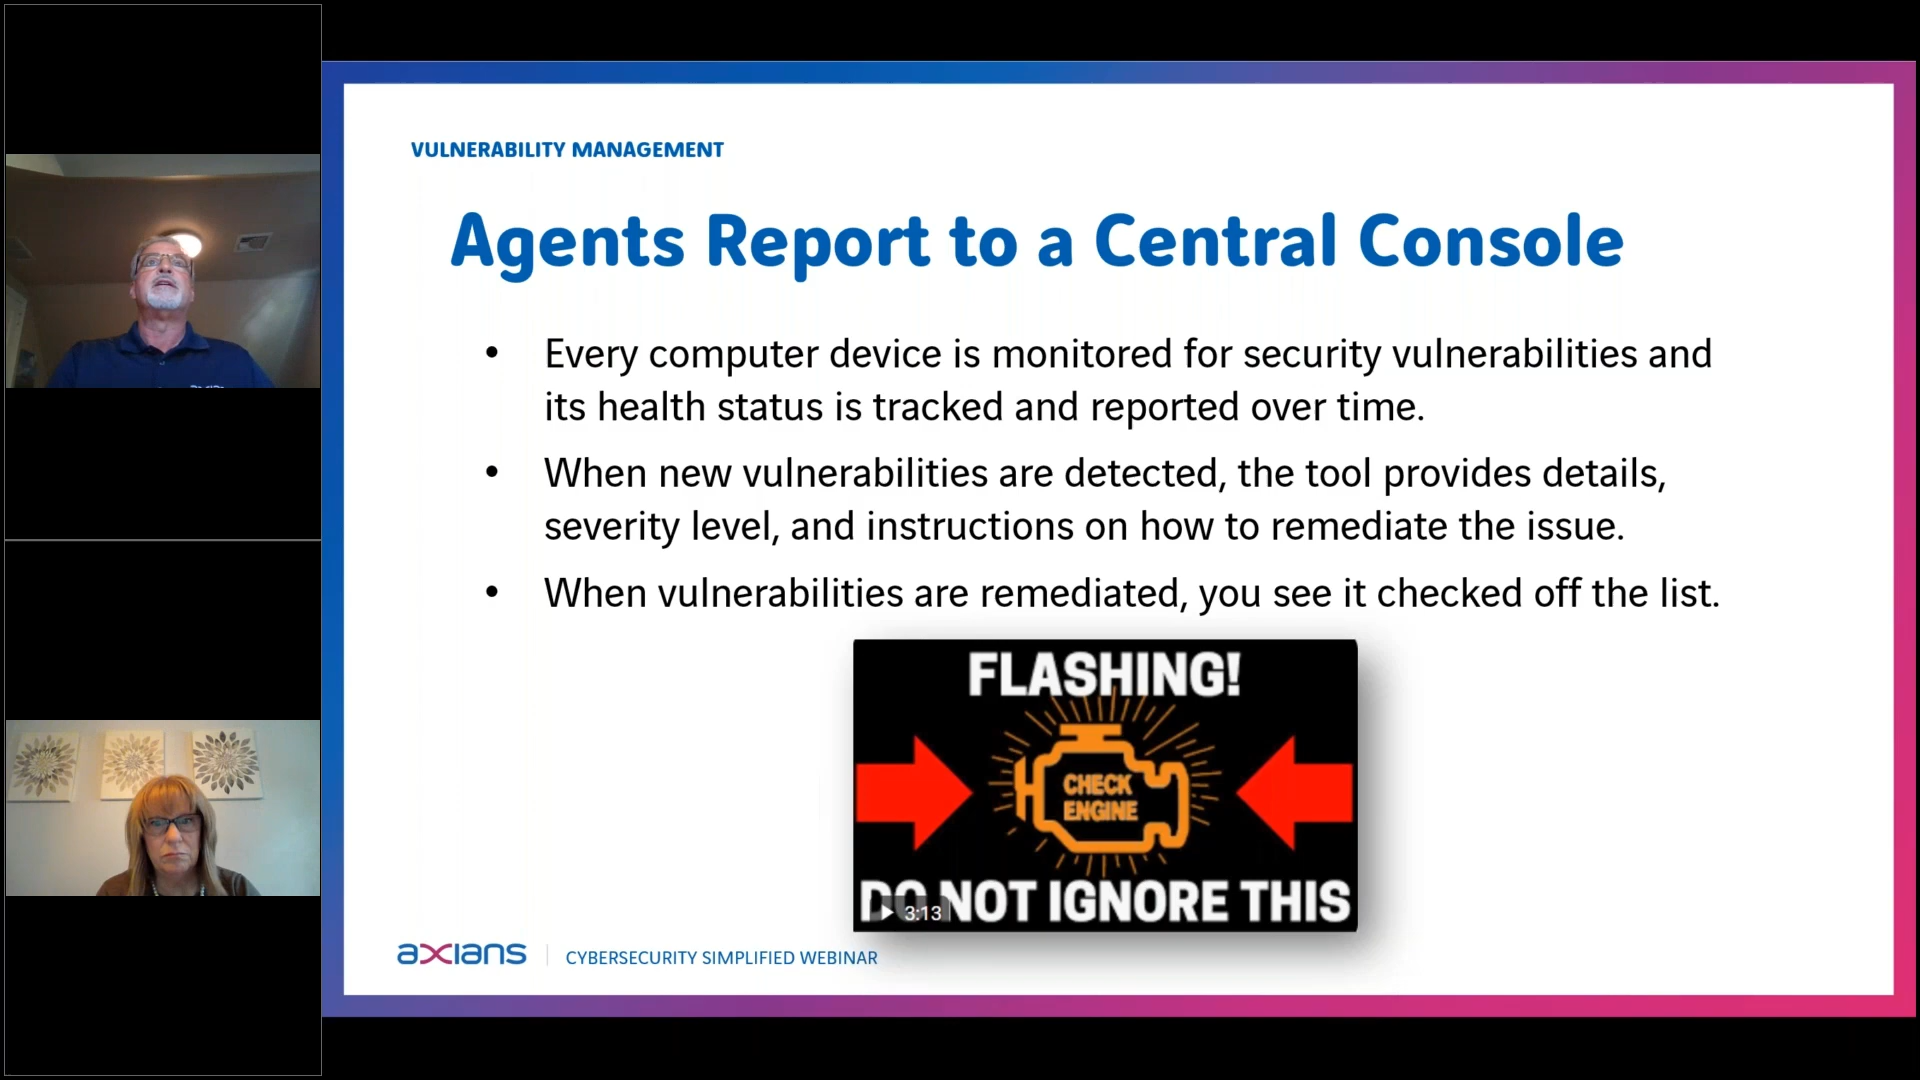 VULNERABILITY MANAGEMENT
Agents Report to a Central Console
• Every computer device is monitored for security vulnerabilities and
its health status is tracked and reported over time.
• When new vulnerabilities are detected, the tool provides details,
severity level, and instructions on how to remediate the issue.
• When vulnerabilities are remediated, you see it checked off the list.
FLASHING!
CHECK
ENGINE
DO NOT IGNORE THIS
3:13
axians
CYBERSECURITY SIMPLIFIED WEBINAR
axians